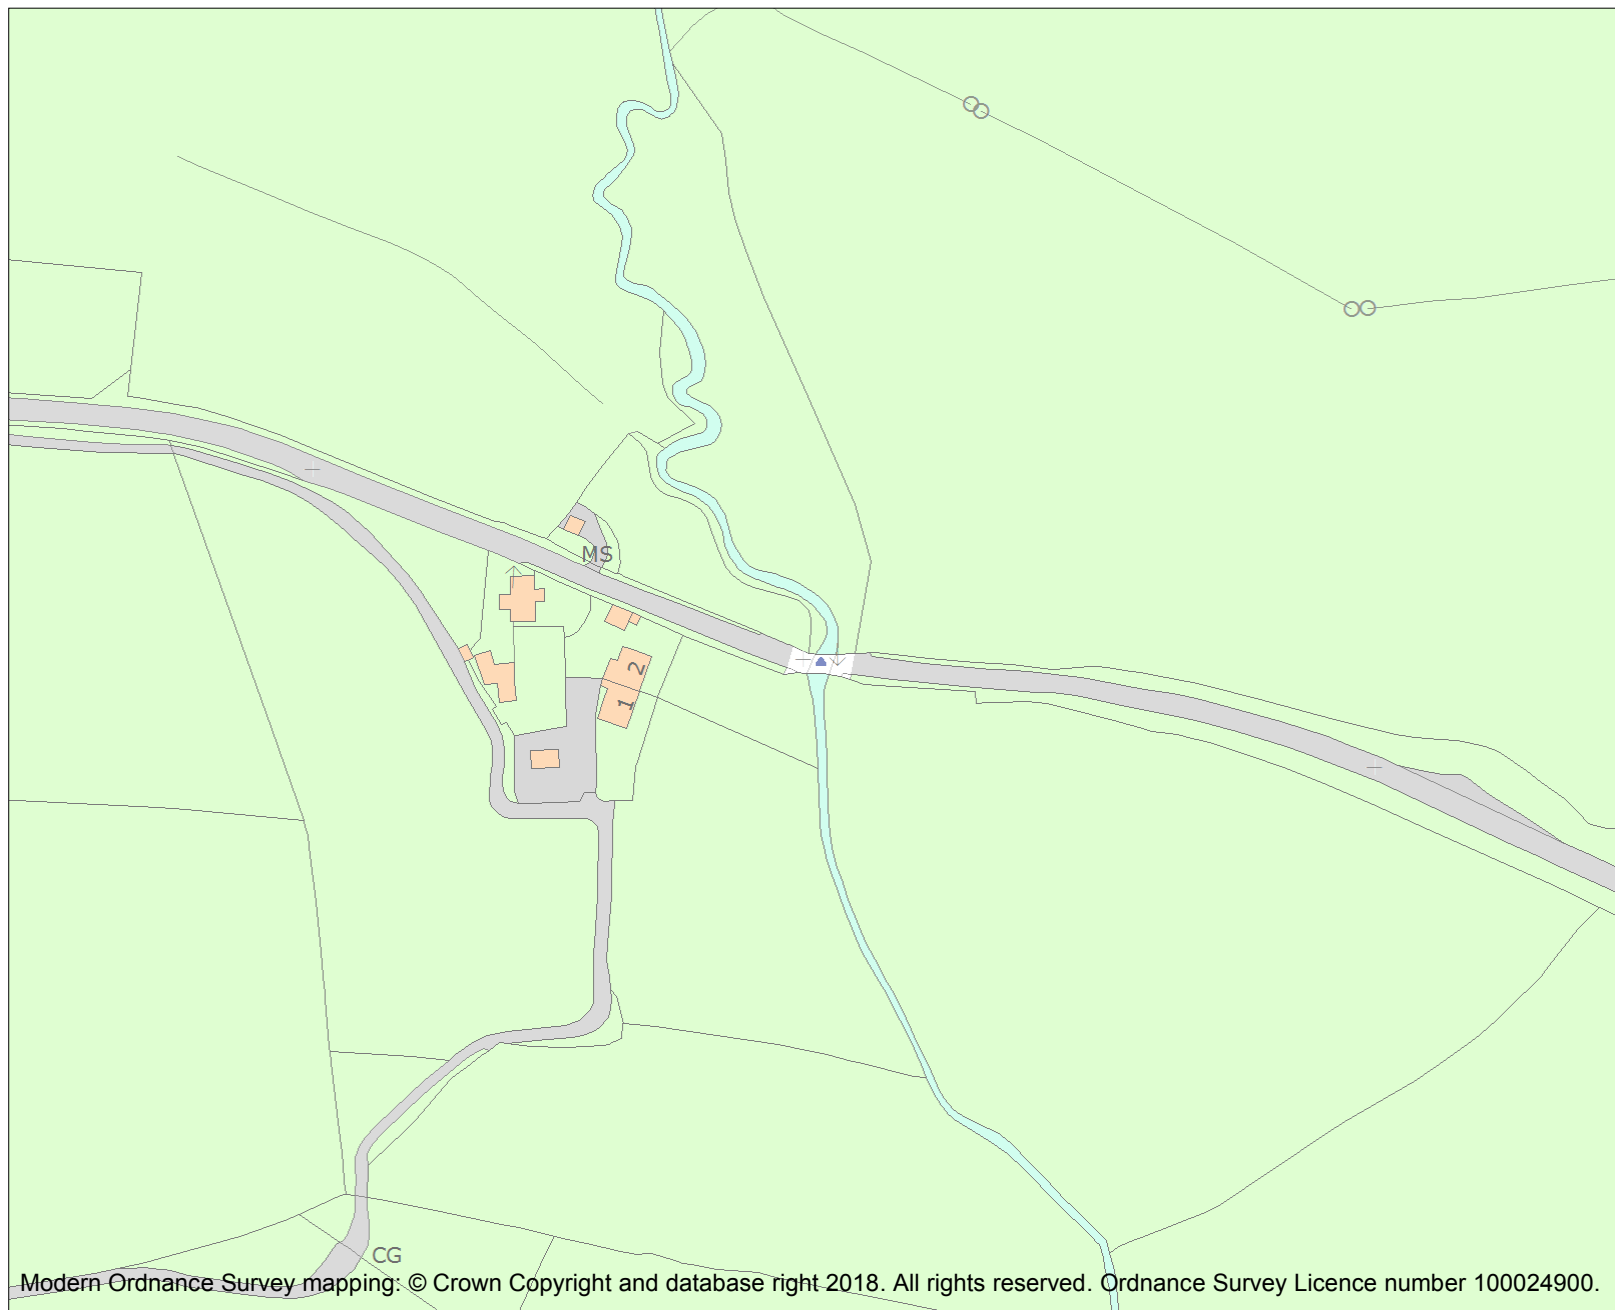 MS
2
1
CG
Modern Ordnance Survey mapping: © Crown Copyright and database right 2018. All rights reserved. Ordnance Survey Licence number 100024900.